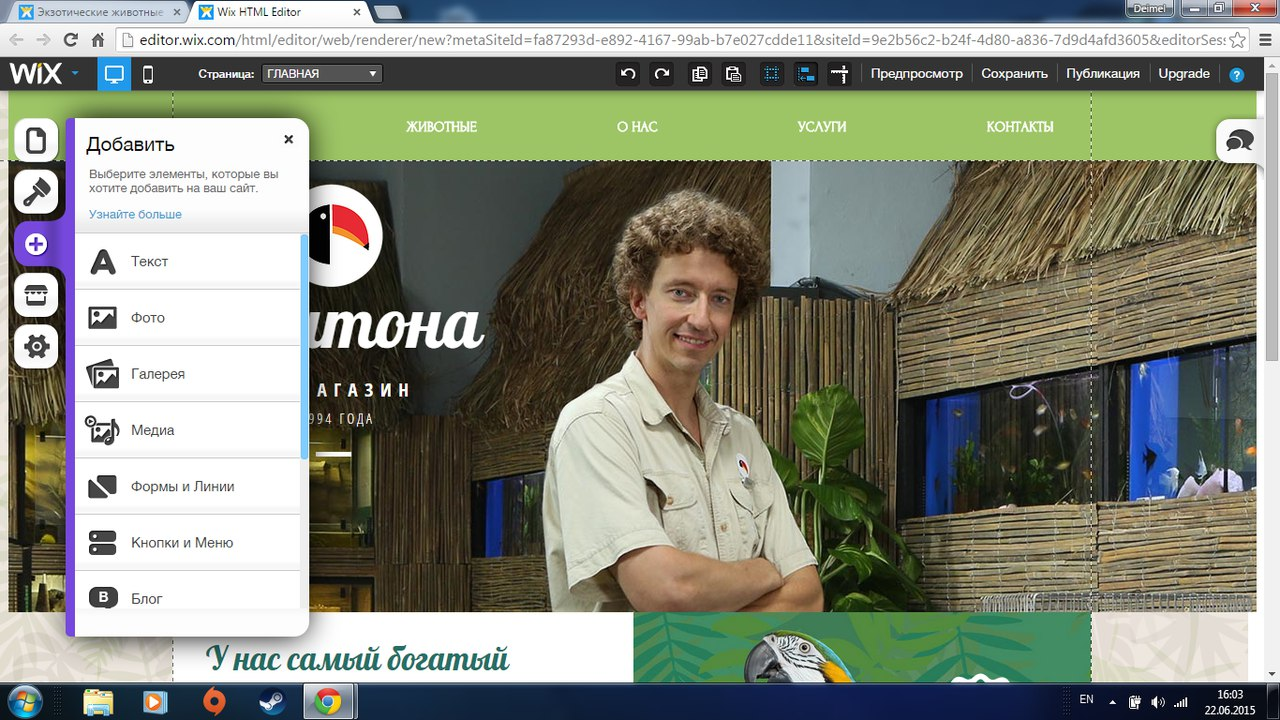 Экзотические животные
Wix HTML Editor
Deimel
editor.wix.com/html/editor/web/renderer/new?metaSiteId=fa87293d-e892-4167-99ab-b7e027cdde11&siteId=9e2b56c2-b24f-4d80-a836-7d9d4afd3605&editorSess
WiX
Страница:
ГЛАВНАЯ
Предпросмотр
Сохранить
Публикация
Upgrade
?
ЖИВОТНЫЕ
О НАС
УСЛУГИ
КОНТАКТЫ
Добавить
Выберите элементы, которые вы
хотите добавить на ваш сайт.
Узнайте больше
Текст
Фото
Галерея
Медиа
Формы и Линии
Кнопки и Меню
B
Блог
тона
АГАЗИН
994 ГОДА
У нас самый богатый
EN
16:03
22.06.2015